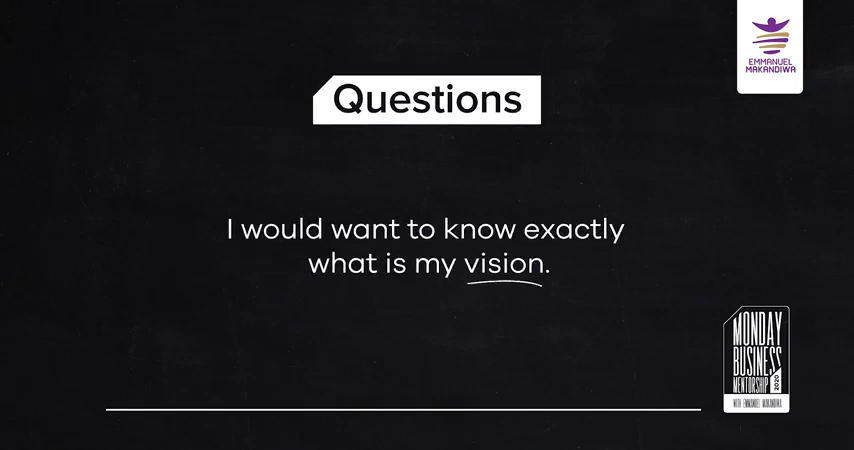 EMMANUEL
MAKANDIWA
Questions
I would want to know exactly
what is my vision.
MONDAY
BUSINESS
MENTORSHIP 2020
WITH EMMANUEL MAKANDIWA